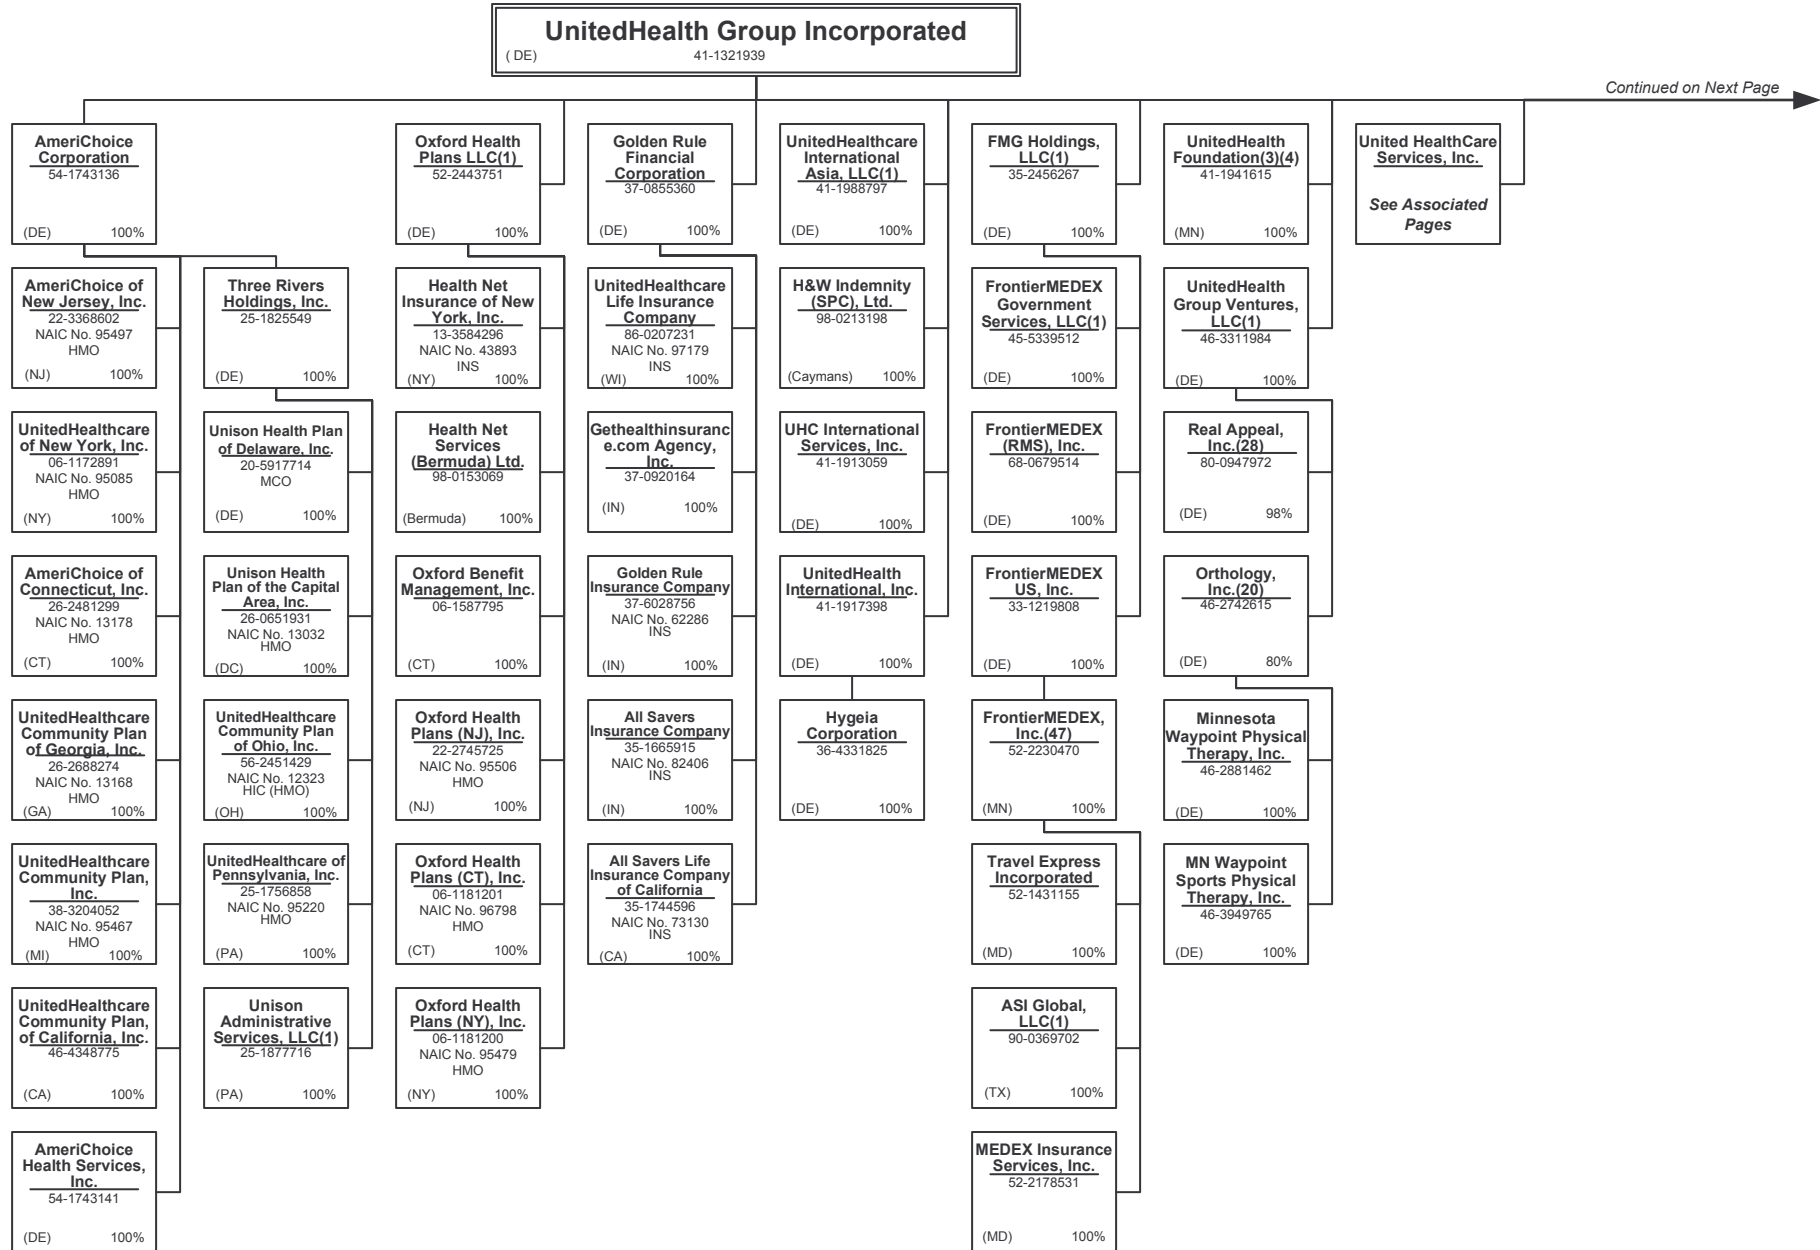 UnitedHealth Group Incorporated
( DE) 41-1321939
Continued on Next Page
AmeriChoice
Corporation
54-1743136
(DE) 100%
Oxford Health
Plans LLC(1)
52-2443751
(DE) 100%
Golden Rule
Financial
Corporation
37-0855360
(DE) 100%
UnitedHealthcare
International
Asia, LLC(1)
41-1988797
(DE) 100%
FMG Holdings,
LLC(1)
35-2456267
(DE) 100%
UnitedHealth
Foundation(3)(4)
41-1941615
(MN) 100%
United HealthCare
Services, Inc.
See Associated
Pages
AmeriChoice of
New Jersey, Inc.
22-3368602
NAIC No. 95497
HMO
(NJ) 100%
Three Rivers
Holdings, Inc.
25-1825549
(DE) 100%
Health Net
Insurance of New
York, Inc.
13-3584296
NAIC No. 43893
INS
(NY) 100%
UnitedHealthcare
Life Insurance
Company
86-0207231
NAIC No. 97179
INS
(WI) 100%
H&W Indemnity
(SPC), Ltd.
98-0213198
(Caymans) 100%
FrontierMEDEX
Government
Services, LLC(1)
45-5339512
(DE) 100%
UnitedHealth
Group Ventures,
LLC(1)
46-3311984
(DE) 100%
UnitedHealthcare
of New York, Inc.
06-1172891
NAIC No. 95085
HMO
(NY) 100%
Unison Health Plan
of Delaware, Inc.
20-5917714
MCO
(DE) 100%
Health Net
Services
(Bermuda) Ltd.
98-0153069
(Bermuda) 100%
Gethealthinsuranc
e.com Agency,
Inc.
37-0920164
(IN) 100%
UHC International
Services, Inc.
41-1913059
(DE) 100%
FrontierMEDEX
(RMS), Inc.
68-0679514
(DE) 100%
Real Appeal,
Inc.(28)
80-0947972
(DE) 98%
AmeriChoice of
Connecticut, Inc.
26-2481299
NAIC No. 13178
HMO
(CT) 100%
Unison Health
Plan of the Capital
Area, Inc.
26-0651931
NAIC No. 13032
HMO
(DC) 100%
Oxford Benefit
Management, Inc.
06-1587795
(CT) 100%
Golden Rule
Insurance Company
37-6028756
NAIC No. 62286
INS
(IN) 100%
UnitedHealth
International, Inc.
41-1917398
(DE) 100%
FrontierMEDEX
US, Inc.
33-1219808
(DE) 100%
Orthology,
Inc.(20)
46-2742615
(DE) 80%
UnitedHealthcare
Community Plan
of Georgia, Inc.
26-2688274
NAIC No. 13168
HMO
(GA) 100%
UnitedHealthcare
Community Plan
of Ohio, Inc.
56-2451429
NAIC No. 12323
HIC (HMO)
(OH) 100%
Oxford Health
Plans (NJ), Inc.
22-2745725
NAIC No. 95506
HMO
(NJ) 100%
All Savers
Insurance Company
35-1665915
NAIC No. 82406
INS
(IN) 100%
Hygeia
Corporation
36-4331825
(DE) 100%
FrontierMEDEX,
Inc.(47)
52-2230470
(MN) 100%
Minnesota
Waypoint Physical
Therapy, Inc.
46-2881462
(DE) 100%
UnitedHealthcare
Community Plan,
Inc.
38-3204052
NAIC No. 95467
HMO
(MI) 100%
UnitedHealthcare of
Pennsylvania, Inc.
25-1756858
NAIC No. 95220
HMO
(PA) 100%
Oxford Health
Plans (CT), Inc.
06-1181201
NAIC No. 96798
HMO
(CT) 100%
All Savers Life
Insurance Company
of California
35-1744596
NAIC No. 73130
INS
(CA) 100%
Travel Express
Incorporated
52-1431155
(MD) 100%
MN Waypoint
Sports Physical
Therapy, Inc.
46-3949765
(DE) 100%
UnitedHealthcare
Community Plan,
of California, Inc.
46-4348775
(CA) 100%
Unison
Administrative
Services, LLC(1)
25-1877716
(PA) 100%
Oxford Health
Plans (NY), Inc.
06-1181200
NAIC No. 95479
HMO
(NY) 100%
ASI Global,
LLC(1)
90-0369702
(TX) 100%
AmeriChoice
Health Services,
Inc.
54-1743141
(DE) 100%
MEDEX Insurance
Services, Inc.
52-2178531
(MD) 100%